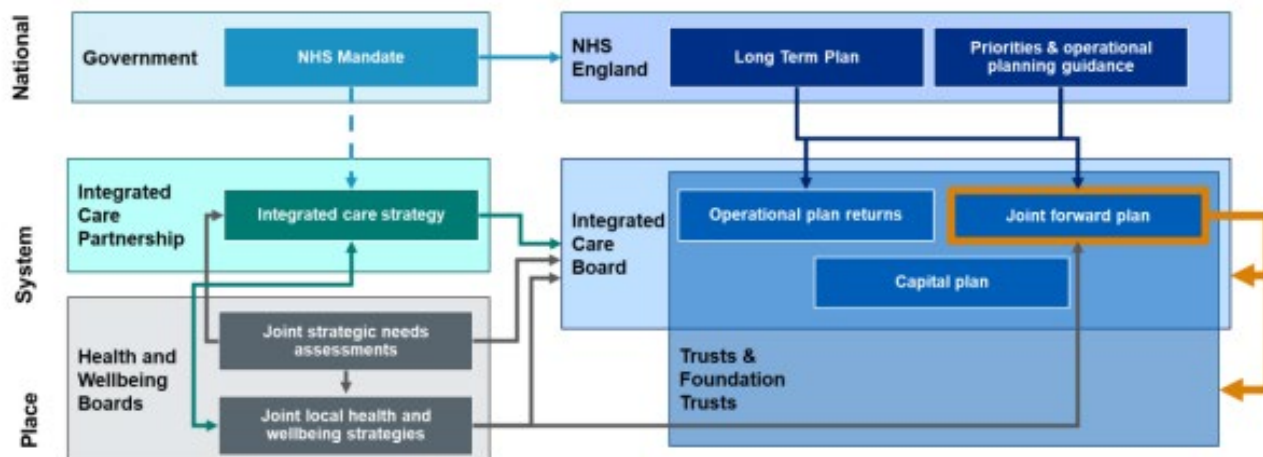 National
Government
NHS Mandate
NHS
England
Long Term Plan
Priorities & operational
planning guidance
System
Integrated
Care
Partnership
Integrated care strategy
Integrated
Care
Board
Operational plan returns
Joint forward plan
Capital plan
Place
Health and
Wellbeing
Boards
Joint strategic needs
assessments
Joint local health and
wellbeing strategies
Trusts &
Foundation
Trusts